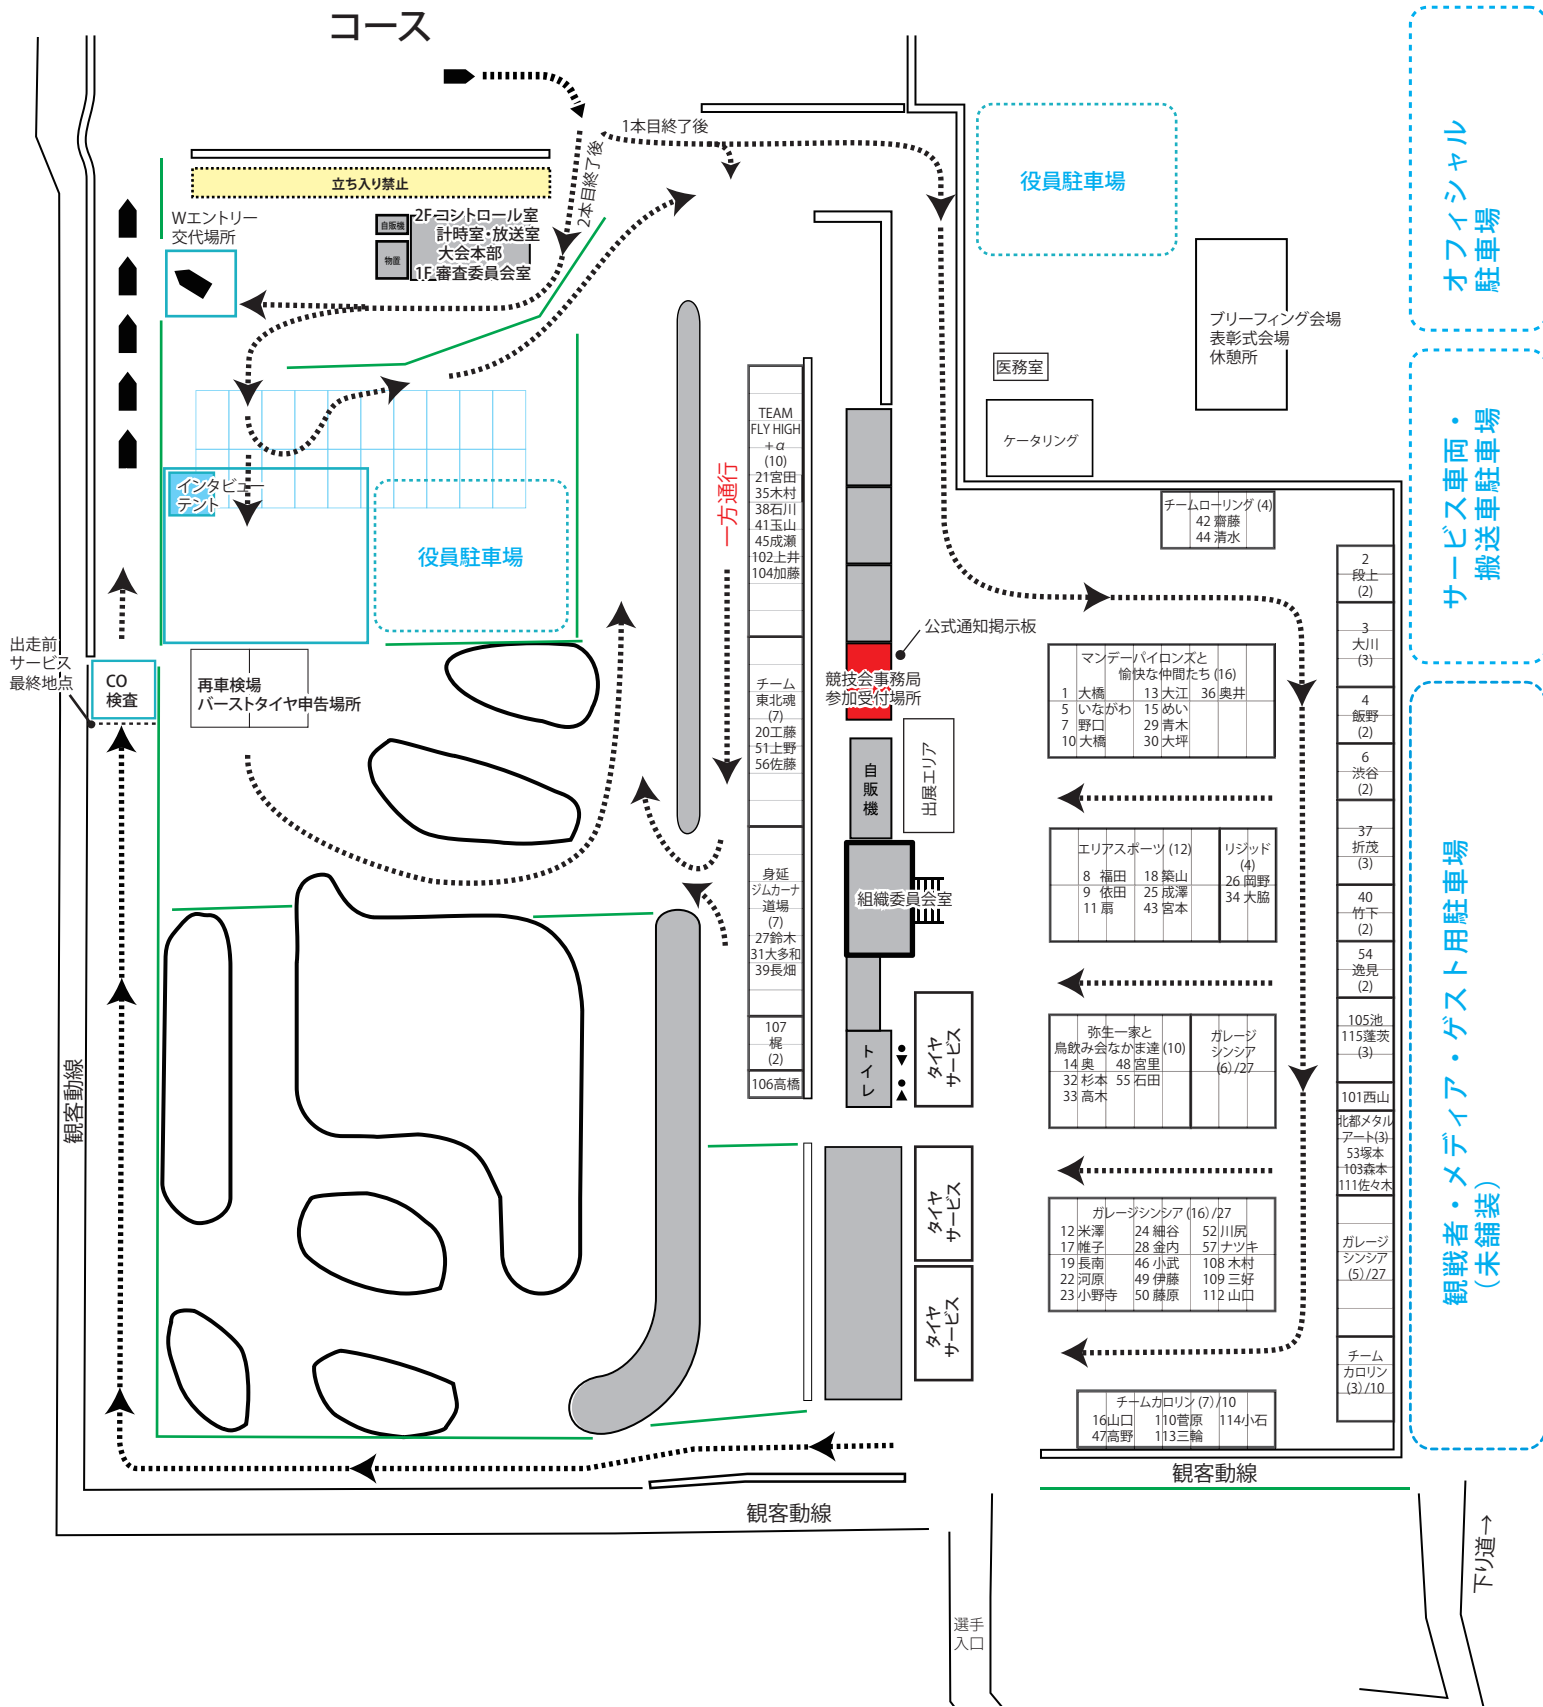 コース
1本目終了後
2本目終了後
立ち入り禁止
Wエントリー
交代場所
自販機
物置
2F コントロール室
計時室・放送室
大会本部
1F 審査委員会室
役員駐車場
オフィシャル
駐車場
ブリーフィング会場
表彰式会場
休憩所
医務室
ケータリング
サービス車両・
搬送車駐車場
インタビュー
テント
役員駐車場
一方通行
TEAM
FLY HIGH
+α
(10)
21宮田
35木村
38石川
41玉山
45成瀬
102上井
104加藤
チーム
東北魂
(7)
20工藤
51上野
56佐藤
身延
ジムカーナ
道場
(7)
27鈴木
31大多和
39長畑
107
梶
(2)
106高橋
公式通知掲示板
競技会事務局
参加受付場所
自販機
出展エリア
組織委員会室
トイレ
タイヤ
サービス
タイヤ
サービス
タイヤ
サービス
チームローリング (4)
42 齋藤
44 清水
マンデーパイロンズと
愉快な仲間たち (16)
1 大橋 13 大江 36 奥井
5 いながわ 15 めい
7 野口 29 青木
10 大橋 30 大坪
エリアスポーツ (12)
8 福田 18 築山
9 依田 25 成澤
11 扇 43 宮本
リジッド
(4)
26 岡野
34 大脇
弥生一家と
鳥飲み会なかま達 (10)
14 奥 48 宮里
32 杉本 55 石田
33 高木
ガレージ
シンシア
(6)/27
ガレージシンシア (16)/27
12 米澤 24 細谷 52 川尻
17 帷子 28 金内 57 ナツキ
19 長南 46 小武 108 木村
22 河原 49 伊藤 109 三好
23 小野寺 50 藤原 112 山口
チームカロリン (7)/10
16山口 110菅原 114小石
47高野 113三輪
2
段上
(2)
3
大川
(3)
4
飯野
(2)
6
渋谷
(2)
37
折茂
(3)
40
竹下
(2)
54
逸見
(2)
105池
115蓬茨
(3)
101西山
北都メタル
アート(3)
53塚本
103森本
111佐々木
ガレージ
シンシア
(5)/27
チーム
カロリン
(3)/10
観戦者・メディア・ゲスト用駐車場
(未舗装)
出走前
サービス
最終地点
CO
検査
再車検場
バーストタイヤ申告場所
観客動線
観客動線
観客動線
選手
入口
下り道→